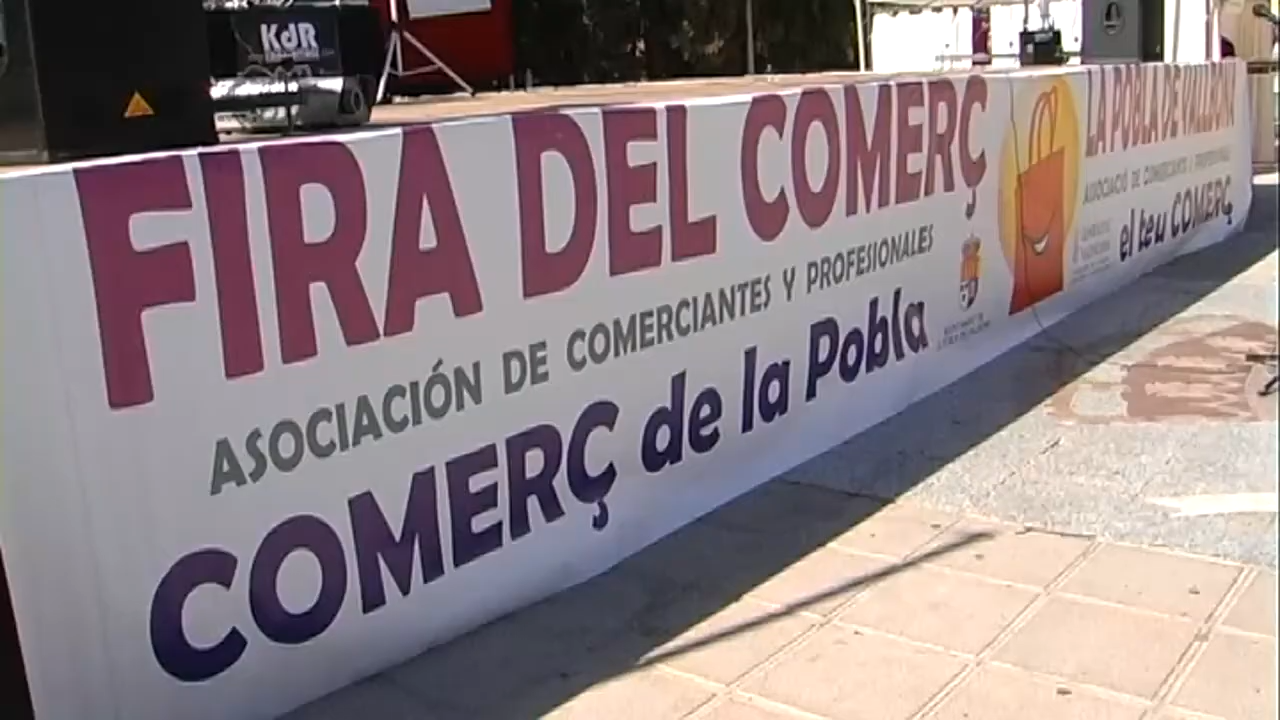 KdR
FIRA DEL COMERÇ
ASOCIACIÓN DE COMERCIANTES Y PROFESIONALES
COMERÇ de la Pobla
LA POBLA DE VALLBONA
ASSOCIACIÓ DE COMERCIANTS I PROFESSIONALS
el teu COMERÇ